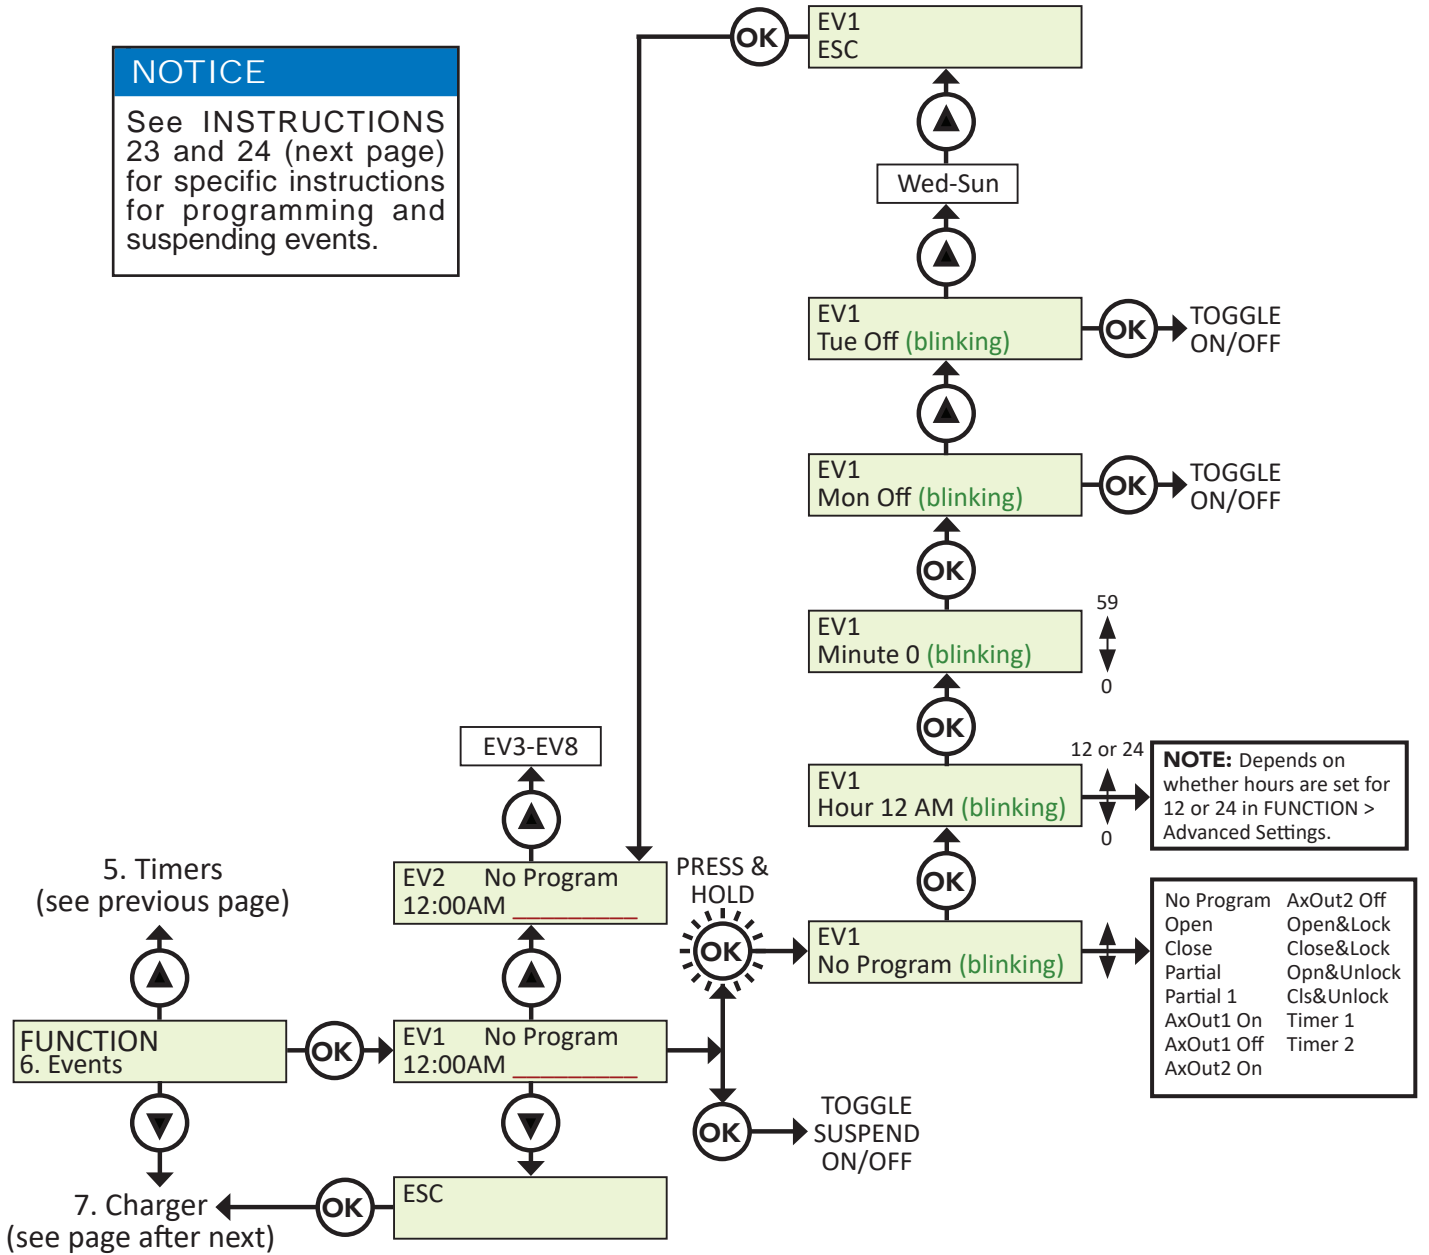 NOTICE
See INSTRUCTIONS
23 and 24 (next page)
for specific instructions
for programming and
suspending events.
OK
EV1
ESC
Wed-Sun
EV1
Tue Off (blinking)
OK
TOGGLE
ON/OFF
EV1
Mon Off (blinking)
OK
TOGGLE
ON/OFF
OK
EV1
Minute 0 (blinking)
59
0
OK
EV1
Hour 12 AM (blinking)
12 or 24
0
NOTE: Depends on
whether hours are set for
12 or 24 in FUNCTION >
Advanced Settings.
OK
EV1
No Program (blinking)
No Program
Open
Close
Partial
Partial 1
AxOut1 On
AxOut1 Off
AxOut2 On
AxOut2 Off
Open&Lock
Close&Lock
Opn&Unlock
Cls&Unlock
Timer 1
Timer 2
EV3-EV8
EV2 No Program
12:00AM _________
PRESS &
HOLD
OK
5. Timers
(see previous page)
FUNCTION
6. Events
OK
EV1 No Program
12:00AM _________
OK
TOGGLE
SUSPEND
ON/OFF
ESC
OK
7. Charger
(see page after next)